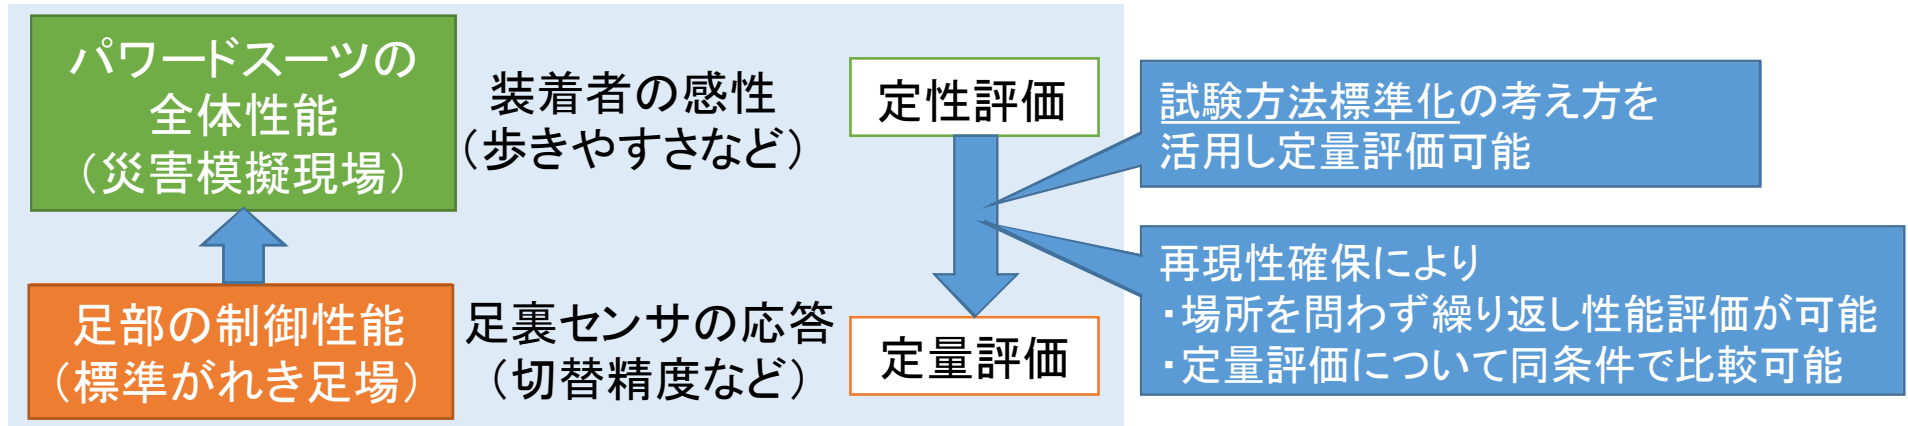 パワードスーツの
全体性能
（災害模擬現場）
装着者の感性
（歩きやすさなど）
定性評価
試験方法標準化の考え方を
活用し定量評価可能
足部の制御性能
（標準がれき足場）
足裏センサの応答
（切替精度など）
定量評価
再現性確保により
・場所を問わず繰り返し性能評価が可能
・定量評価について同条件で比較可能